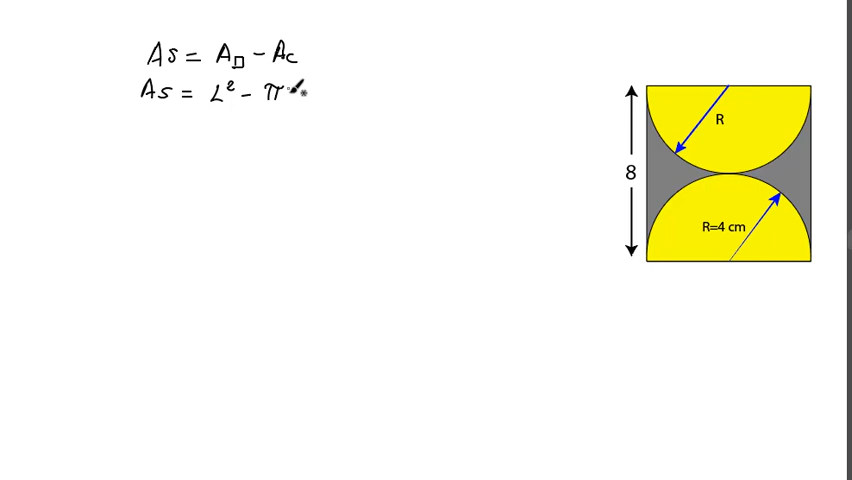 As = A□ - Ac
As = L² - π
R
8
R=4 cm